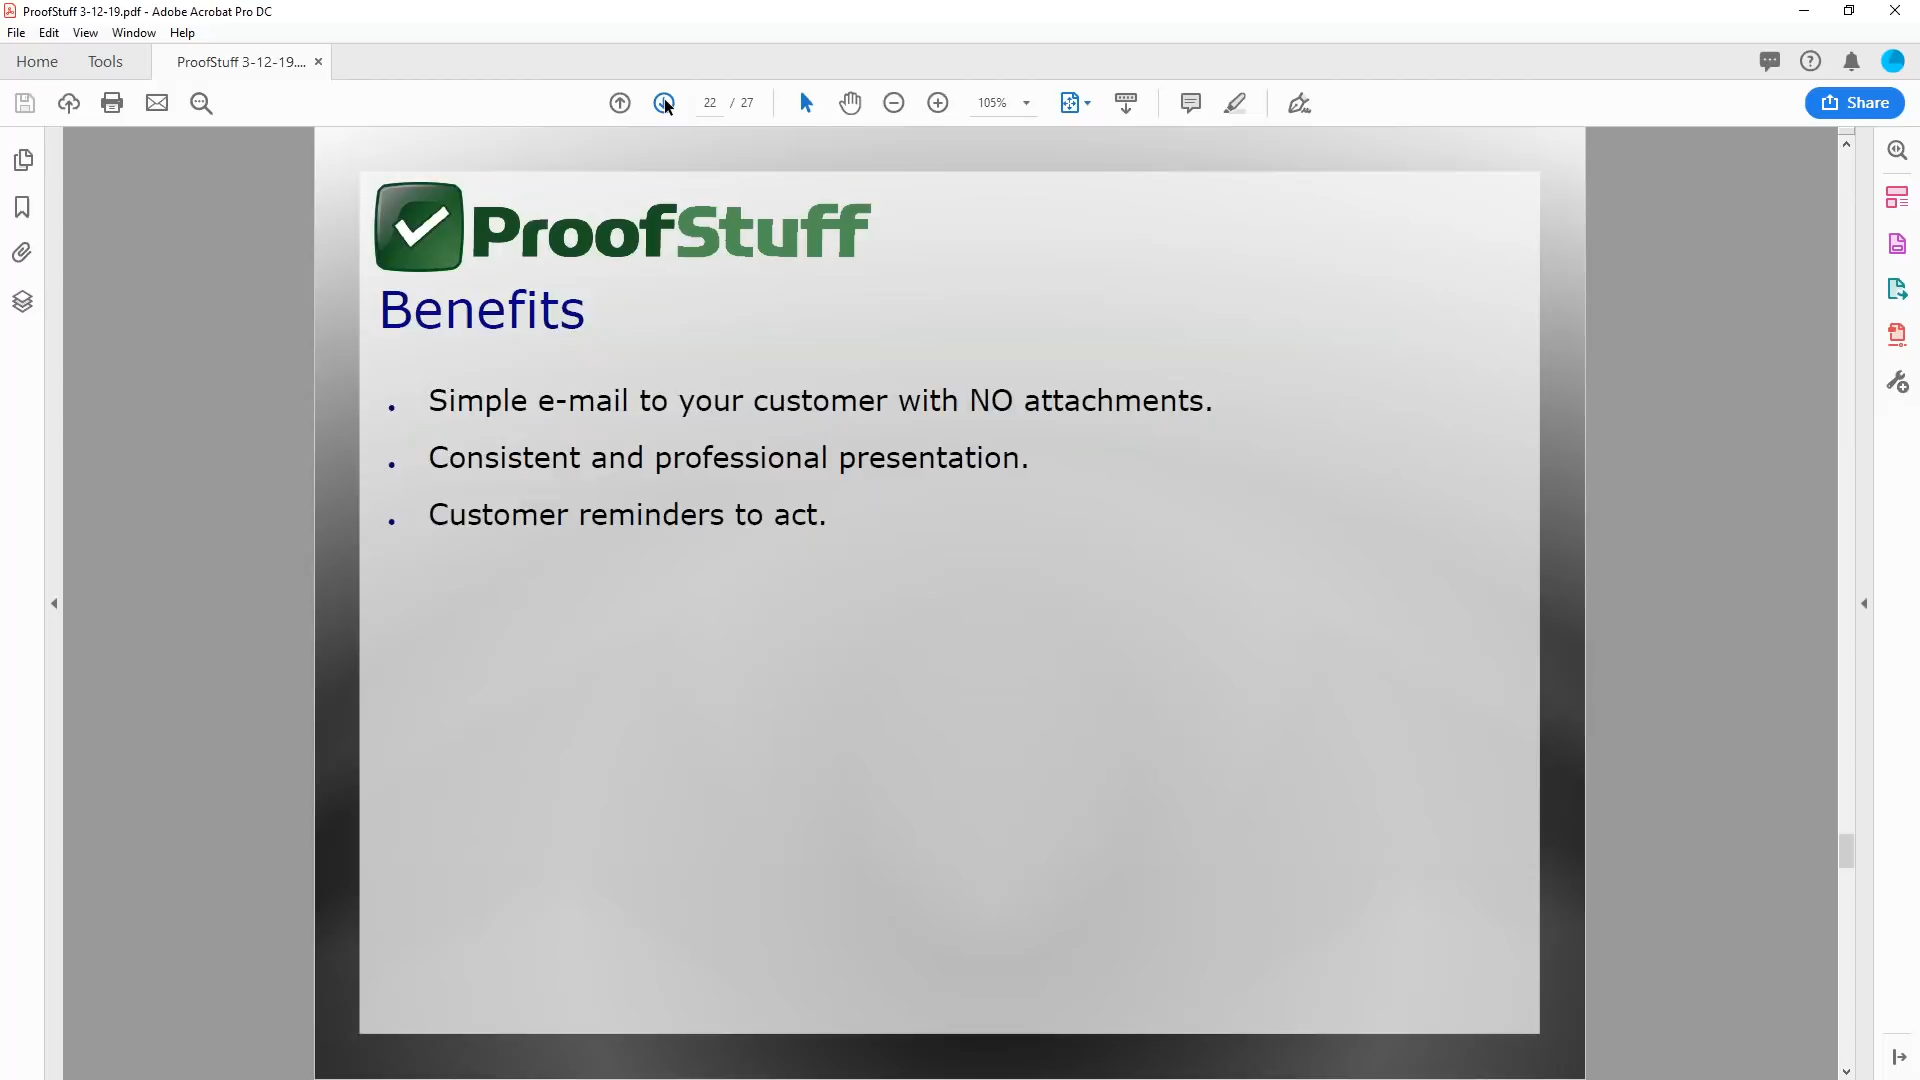 ProofStuff 3-12-19.pdf - Adobe Acrobat Pro DC
File Edit View Window Help
Home Tools ProofStuff 3-12-19.... ×
22 / 27 105% Share
ProofStuff
Benefits
• Simple e-mail to your customer with NO attachments.
• Consistent and professional presentation.
• Customer reminders to act.